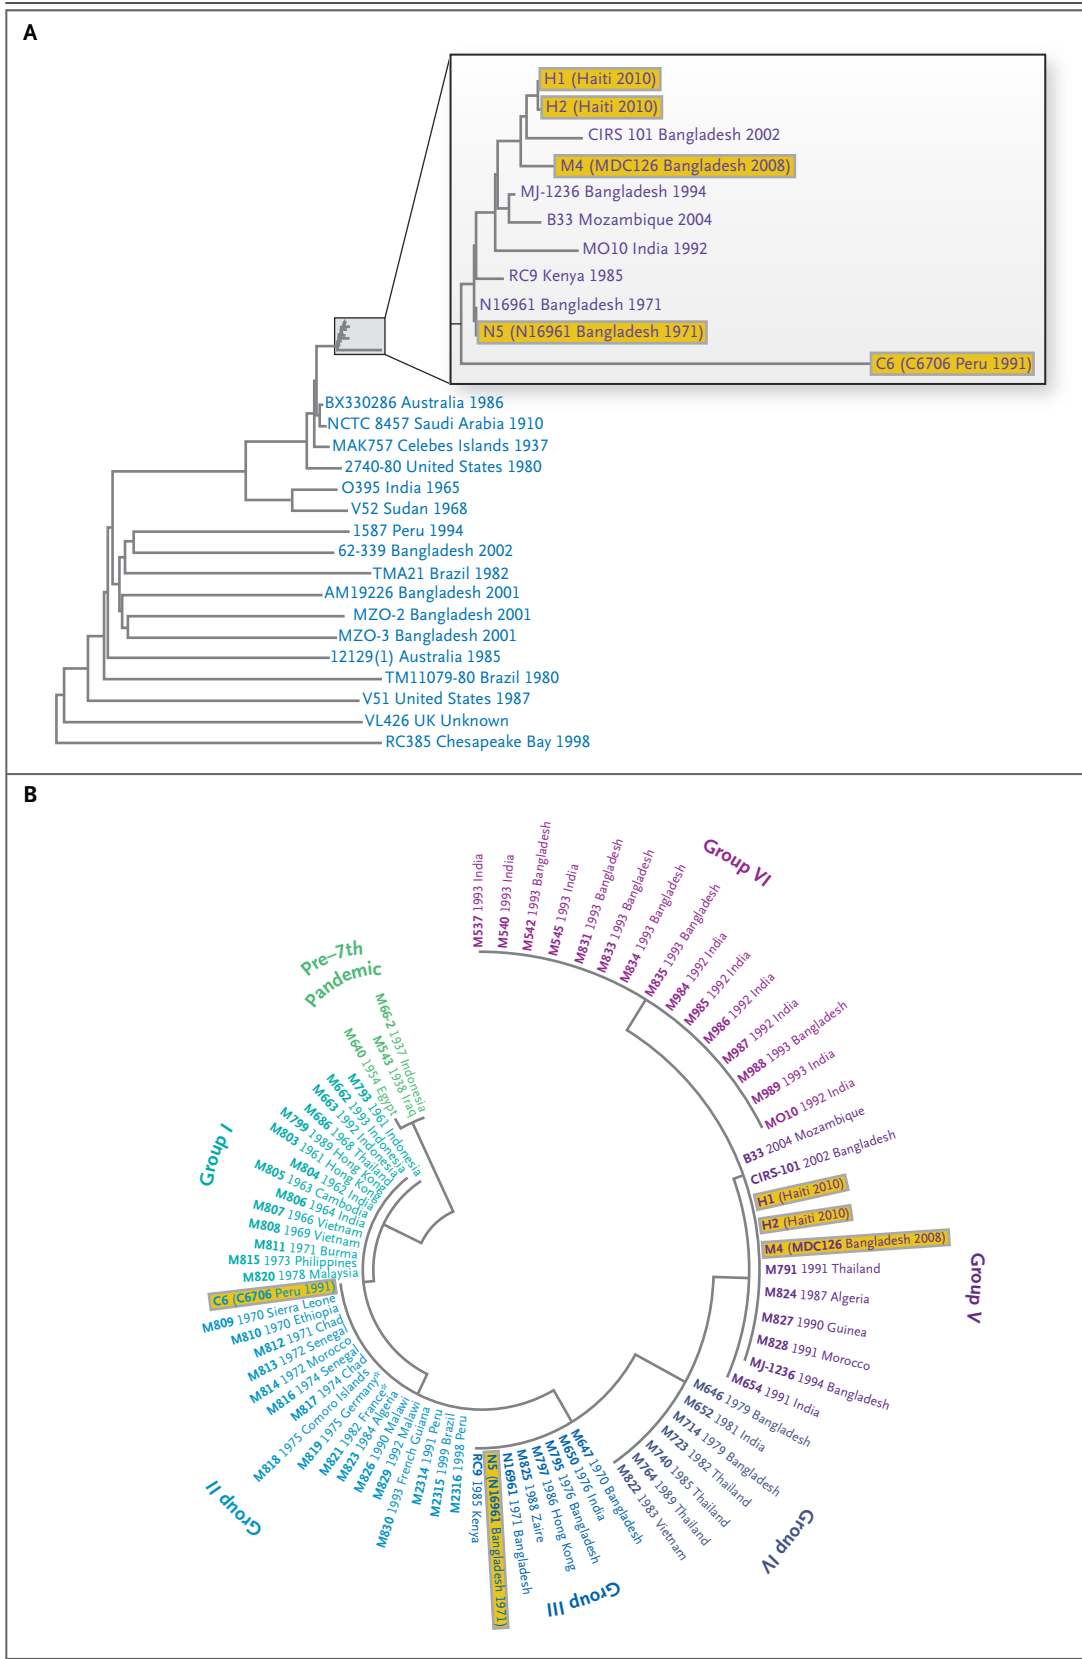 A
H1 (Haiti 2010)
H2 (Haiti 2010)
CIRS 101 Bangladesh 2002
M4 (MDC126 Bangladesh 2008)
MJ-1236 Bangladesh 1994
B33 Mozambique 2004
MO10 India 1992
RC9 Kenya 1985
N16961 Bangladesh 1971
N5 (N16961 Bangladesh 1971)
C6 (C6706 Peru 1991)
BX330286 Australia 1986
NCTC 8457 Saudi Arabia 1910
MAK757 Celebes Islands 1937
2740-80 United States 1980
O395 India 1965
V52 Sudan 1968
1587 Peru 1994
62-339 Bangladesh 2002
TMA21 Brazil 1982
AM19226 Bangladesh 2001
MZO-2 Bangladesh 2001
MZO-3 Bangladesh 2001
12129(1) Australia 1985
TM11079-80 Brazil 1980
V51 United States 1987
VL426 UK Unknown
RC385 Chesapeake Bay 1998
B
Group VI
M537 1993 India
M540 1993 India
M542 1993 Bangladesh
M545 1993 India
M831 1993 Bangladesh
M833 1993 Bangladesh
M834 1993 Bangladesh
M835 1993 Bangladesh
M984 1992 India
M985 1992 India
M986 1992 India
M987 1992 India
M988 1993 Bangladesh
M989 1993 India
MO10 1992 India
B33 2004 Mozambique
CIRS-101 2002 Bangladesh
H1 (Haiti 2010)
H2 (Haiti 2010)
M4 (MDC126 Bangladesh 2008)
M791 1991 Thailand
M824 1987 Algeria
M827 1990 Guinea
M828 1991 Morocco
MJ-1236 1994 Bangladesh
M654 1991 India
Group V
M646 1979 Bangladesh
M652 1981 India
M714 1979 Bangladesh
M723 1982 Thailand
M740 1985 Thailand
M764 1989 Thailand
M822 1983 Vietnam
Group IV
M647 1970 Bangladesh
M650 1976 India
M795 1976 Bangladesh
M797 1986 Hong Kong
M825 1988 Zaire
N16961 1971 Bangladesh
N5 (N16961 Bangladesh 1971)
RC9 1985 Kenya
Group III
M2316 1998 Peru
M2315 1999 Brazil
M2314 1991 Peru
M830 1993 French Guiana
M829 1992 Malawi
M826 1990 Malawi
M823 1984 Algeria
M821 1982 France*
M819 1975 Germany*
M818 1975 Comoro Islands
M817 1974 Chad
M816 1974 Senegal
M814 1972 Morocco
M813 1972 Senegal
M812 1971 Chad
M810 1970 Ethiopia
M809 1970 Sierra Leone
C6 (C6706 Peru 1991)
Group II
M820 1978 Malaysia
M815 1973 Philippines
M811 1971 Burma
M808 1969 Vietnam
M807 1966 Vietnam
M806 1964 India
M805 1963 Cambodia
M804 1962 India
M803 1961 Hong Kong
M799 1989 Hong Kong
M686 1968 Thailand
M663 1992 Indonesia
M662 1993 Indonesia
M793 1961 Indonesia
Group I
M640 1954 Egypt
M543 1938 Iraq
M66-2 1937 Indonesia
Pre–7th
Pandemic